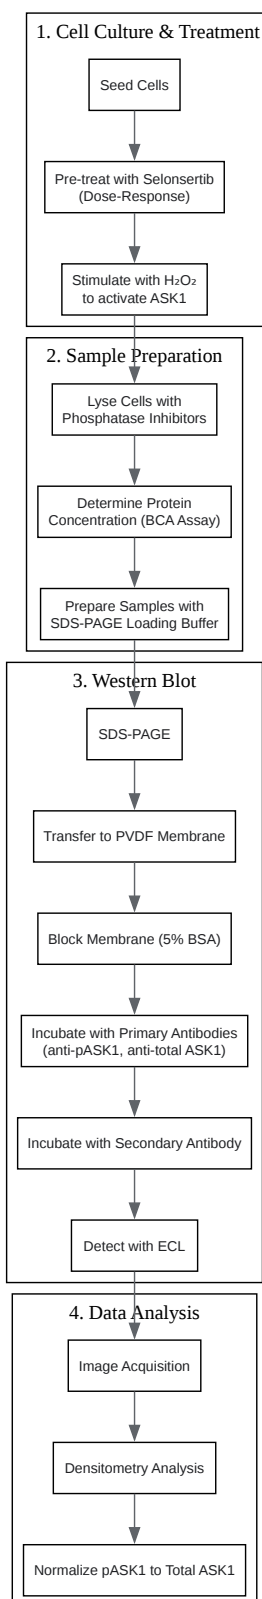 1. Cell Culture & Treatment
Seed Cells
Pre-treat with Selonsertib
(Dose-Response)
Stimulate with H₂O₂
to activate ASK1
2. Sample Preparation
Lyse Cells with
Phosphatase Inhibitors
Determine Protein
Concentration (BCA Assay)
Prepare Samples with
SDS-PAGE Loading Buffer
3. Western Blot
SDS-PAGE
Transfer to PVDF Membrane
Block Membrane (5% BSA)
Incubate with Primary Antibodies
(anti-pASK1, anti-total ASK1)
Incubate with Secondary Antibody
Detect with ECL
4. Data Analysis
Image Acquisition
Densitometry Analysis
Normalize pASK1 to Total ASK1